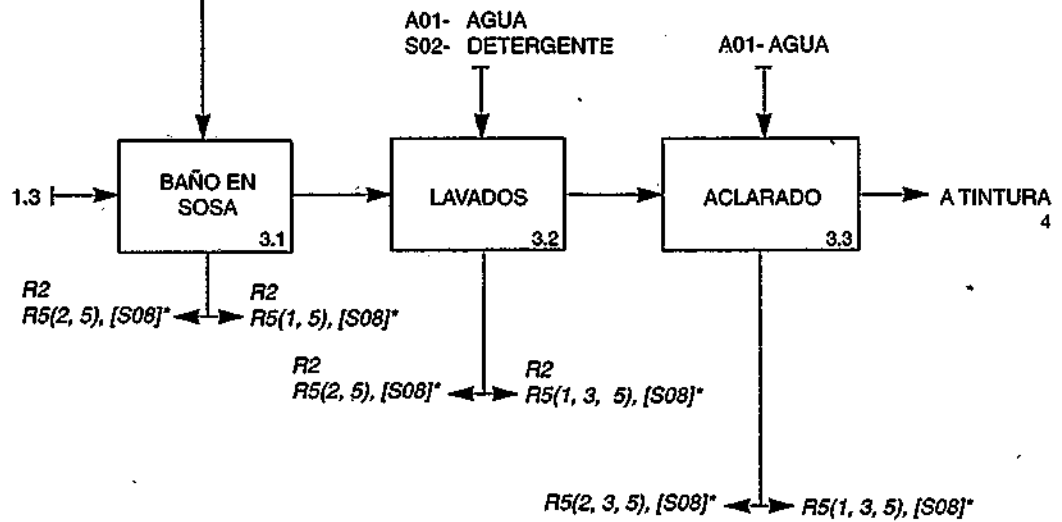 A01- AGUA
S02- DETERGENTE
A01- AGUA
1.3
BAÑO EN
SOSA
3.1
LAVADOS
3.2
ACLARADO
3.3
A TINTURA
4
R2
R5(2, 5), [S08]*
R2
R5(1, 5), [S08]*
R2
R5(2, 5), [S08]*
R2
R5(1, 3, 5), [S08]*
R5(2, 3, 5), [S08]*
R5(1, 3, 5), [S08]*